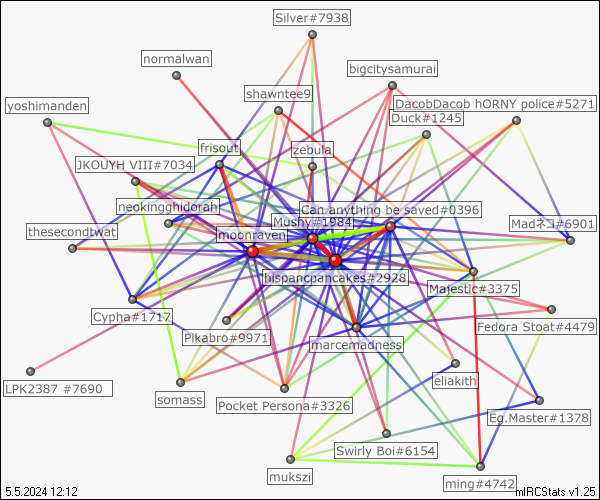 Silver#7938
normalwan
bigcitysamurai
shawntee9
yoshimanden
DacobDacob hORNY police#5271
Duck#1245
frisout
zebula
JKOUYH VIII#7034
neokingghidorah
Can anything be saved#0396
Mushy#1984
Madネコ#6901
thesecondtwat
moonraven
hispancpancakes#2928
Majestic#3375
Cypha#1717
Fedora Stoat#4479
Pikabro#9971
marcemadness
LPK2387 #7690
eliakith
somass
Pocket Persona#3326
Eg.Master#1378
Swirly Boi#6154
mukszi
ming#4742
5.5.2024 12:12
mIRCStats v1.25